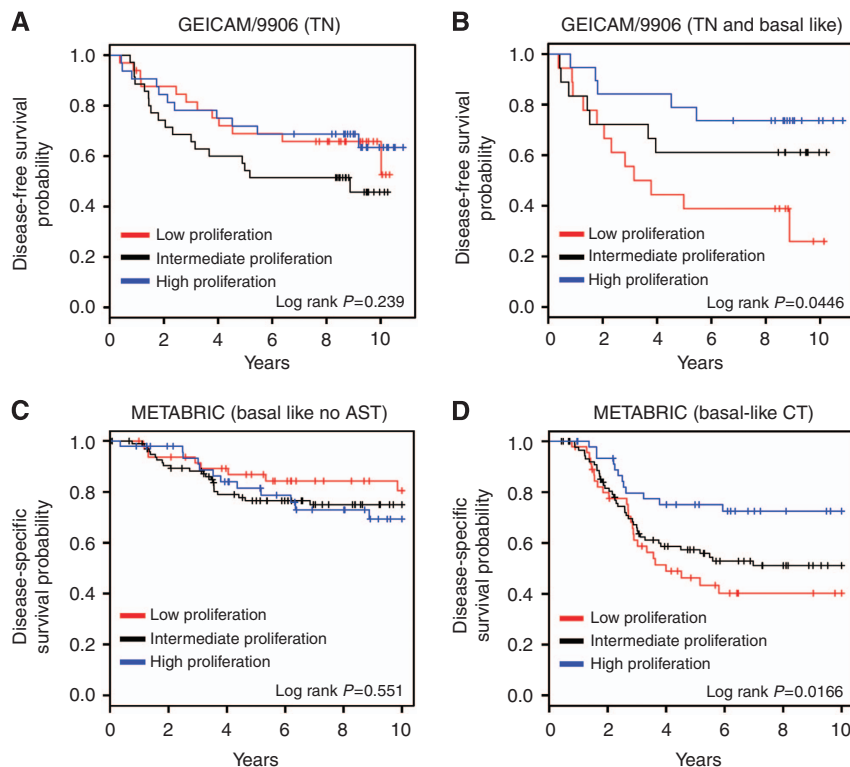 A
GEICAM/9906 (TN)
Disease-free survival
probability
1.0
0.8
0.6
0.4
0.2
0.0
Low proliferation
Intermediate proliferation
High proliferation
Log rank P=0.239
0 2 4 6 8 10
Years
B
GEICAM/9906 (TN and basal like)
Disease-free survival
probability
1.0
0.8
0.6
0.4
0.2
0.0
Low proliferation
Intermediate proliferation
High proliferation
Log rank P=0.0446
0 2 4 6 8 10
Years
C
METABRIC (basal like no AST)
Disease-specific
survival probability
1.0
0.8
0.6
0.4
0.2
0.0
Low proliferation
Intermediate proliferation
High proliferation
Log rank P=0.551
0 2 4 6 8 10
Years
D
METABRIC (basal-like CT)
Disease-specific
survival probability
1.0
0.8
0.6
0.4
0.2
0.0
Low proliferation
Intermediate proliferation
High proliferation
Log rank P=0.0166
0 2 4 6 8 10
Years